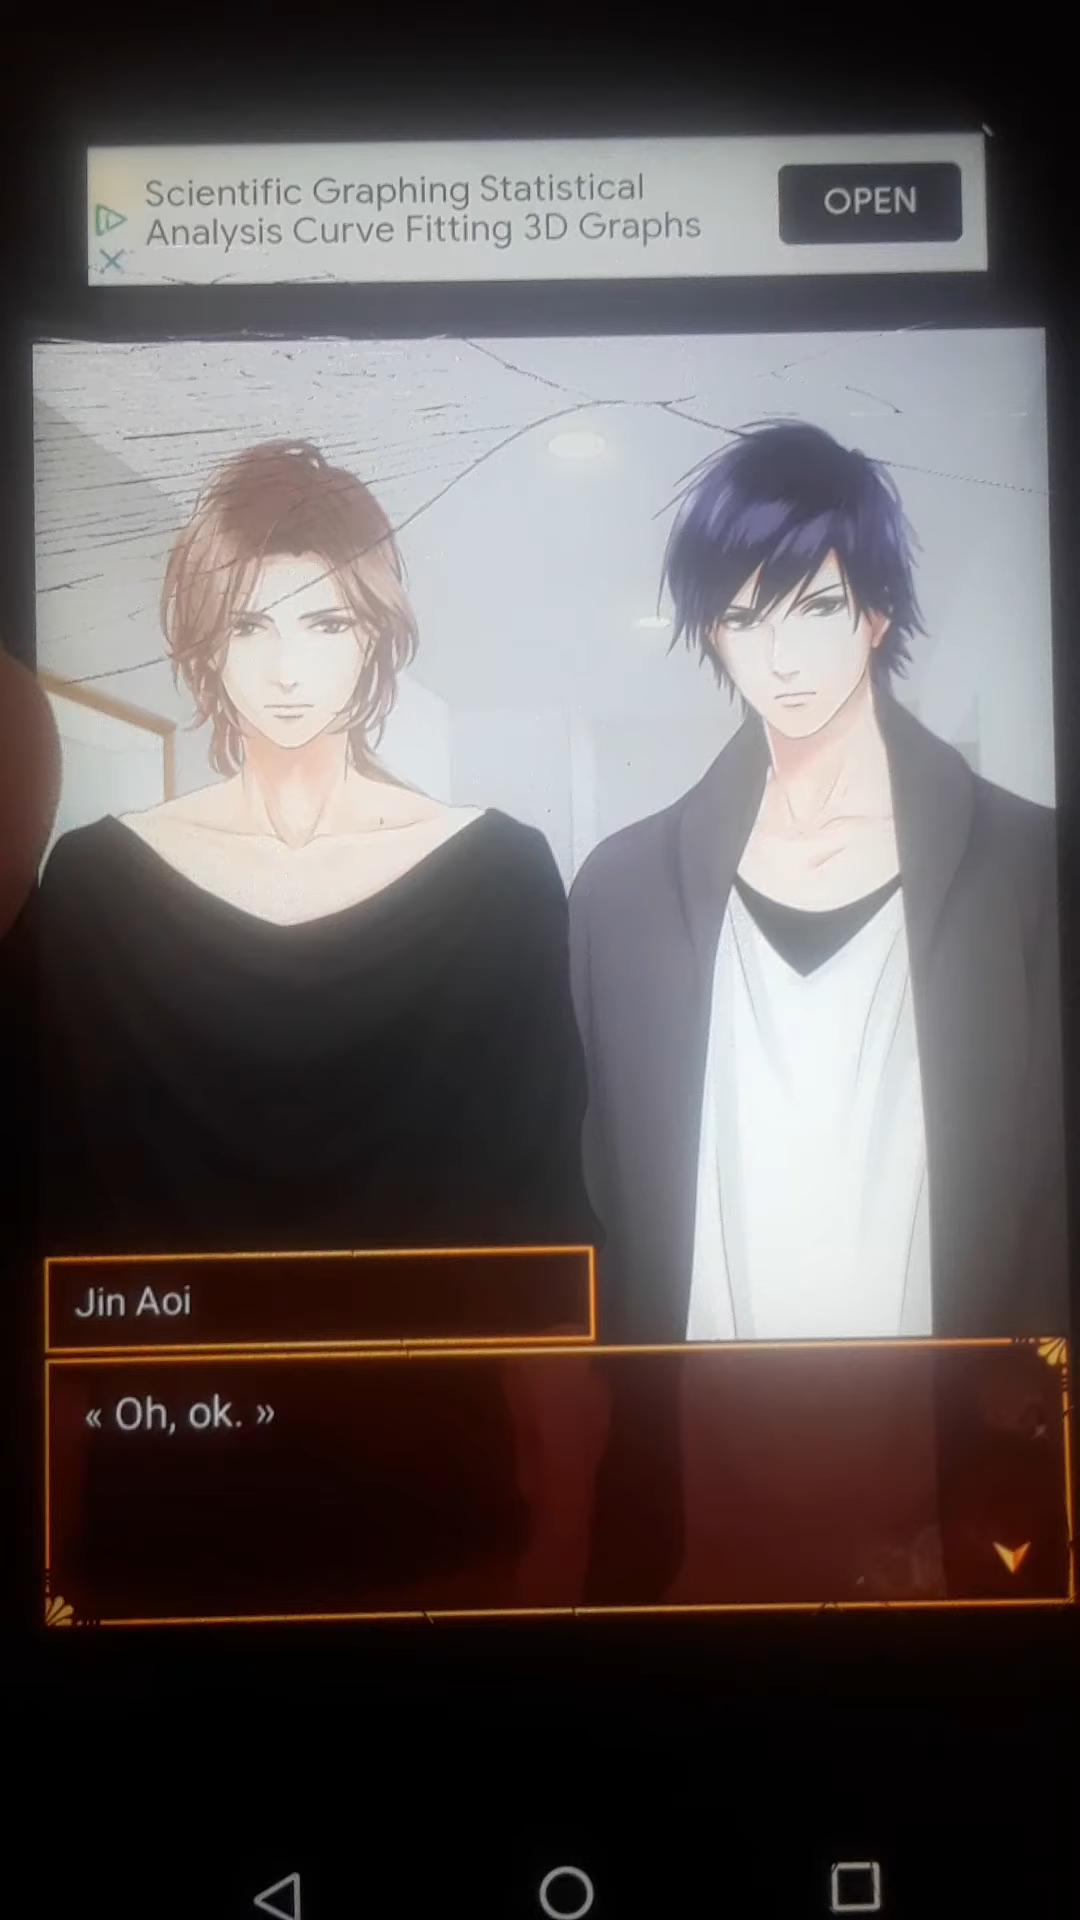 Scientific Graphing Statistical
Analysis Curve Fitting 3D Graphs
OPEN
Jin Aoi
« Oh, ok. »